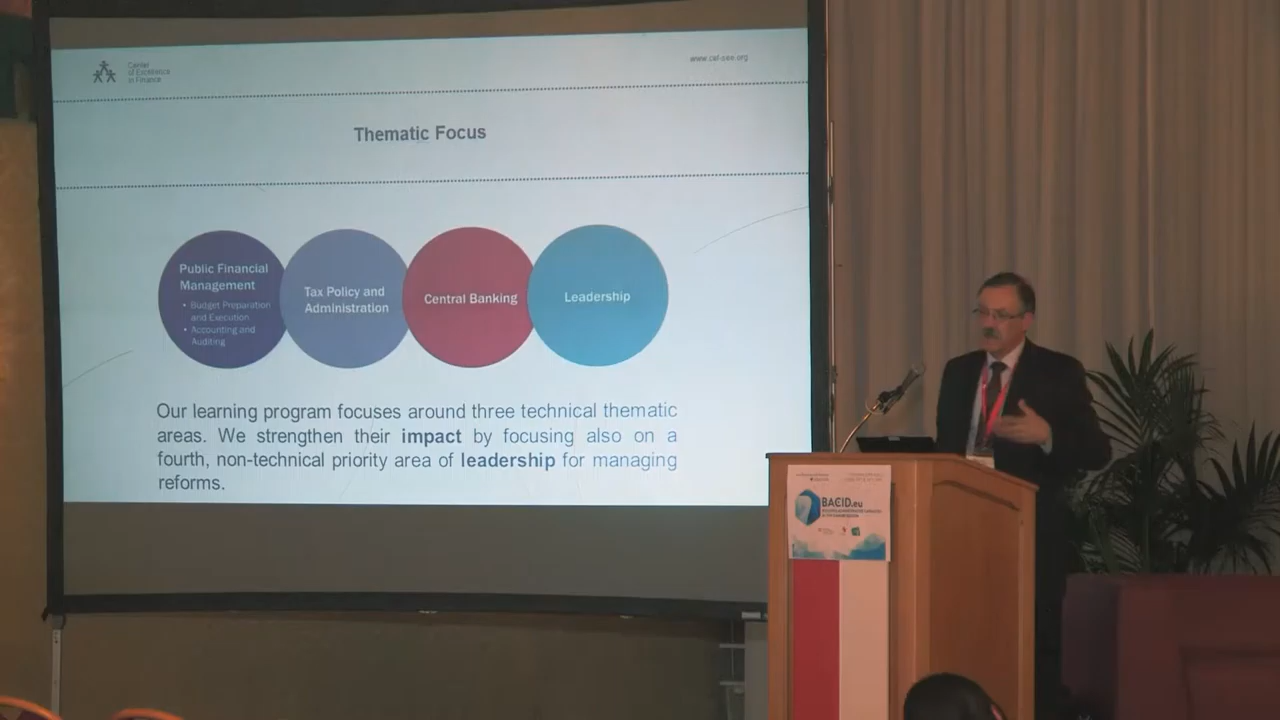 Center
of Excellence
in Finance
www.cef-see.org
Thematic Focus
Public Financial
Management
• Budget Preparation
and Execution
• Accounting and
Auditing
Tax Policy and
Administration
Central Banking
Leadership
Our learning program focuses around three technical thematic
areas. We strengthen their impact by focusing also on a
fourth, non-technical priority area of leadership for managing
reforms.
BACID.eu